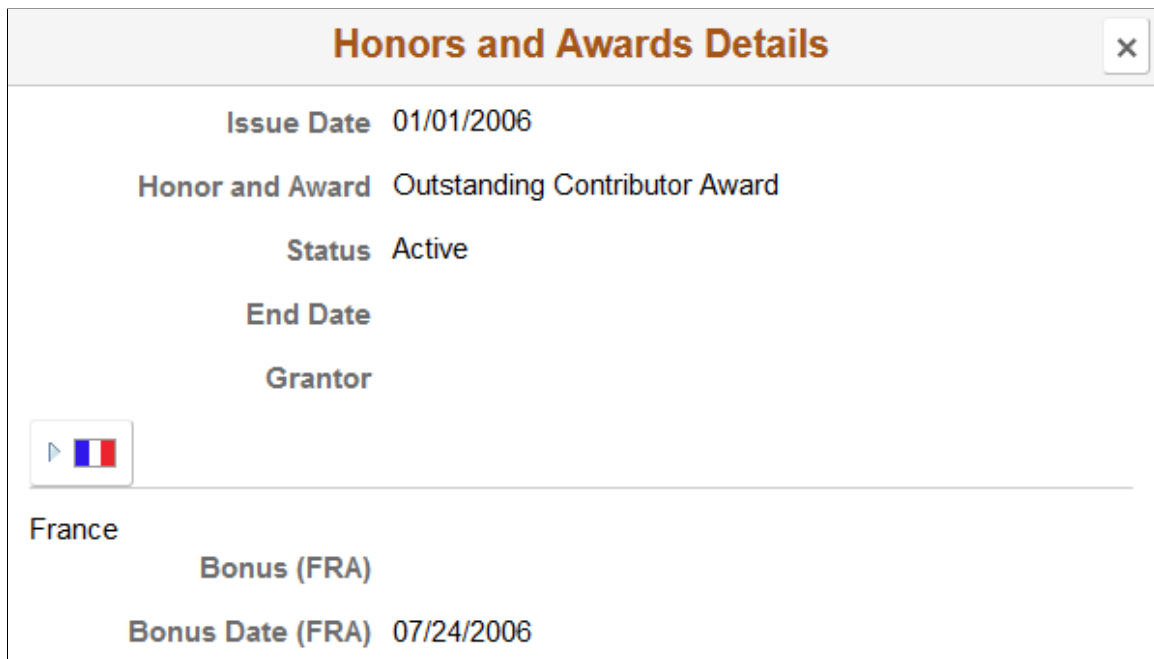 Honors and Awards Details
Issue Date 01/01/2006
Honor and Award Outstanding Contributor Award
Status Active
End Date
Grantor
France
Bonus (FRA)
Bonus Date (FRA) 07/24/2006